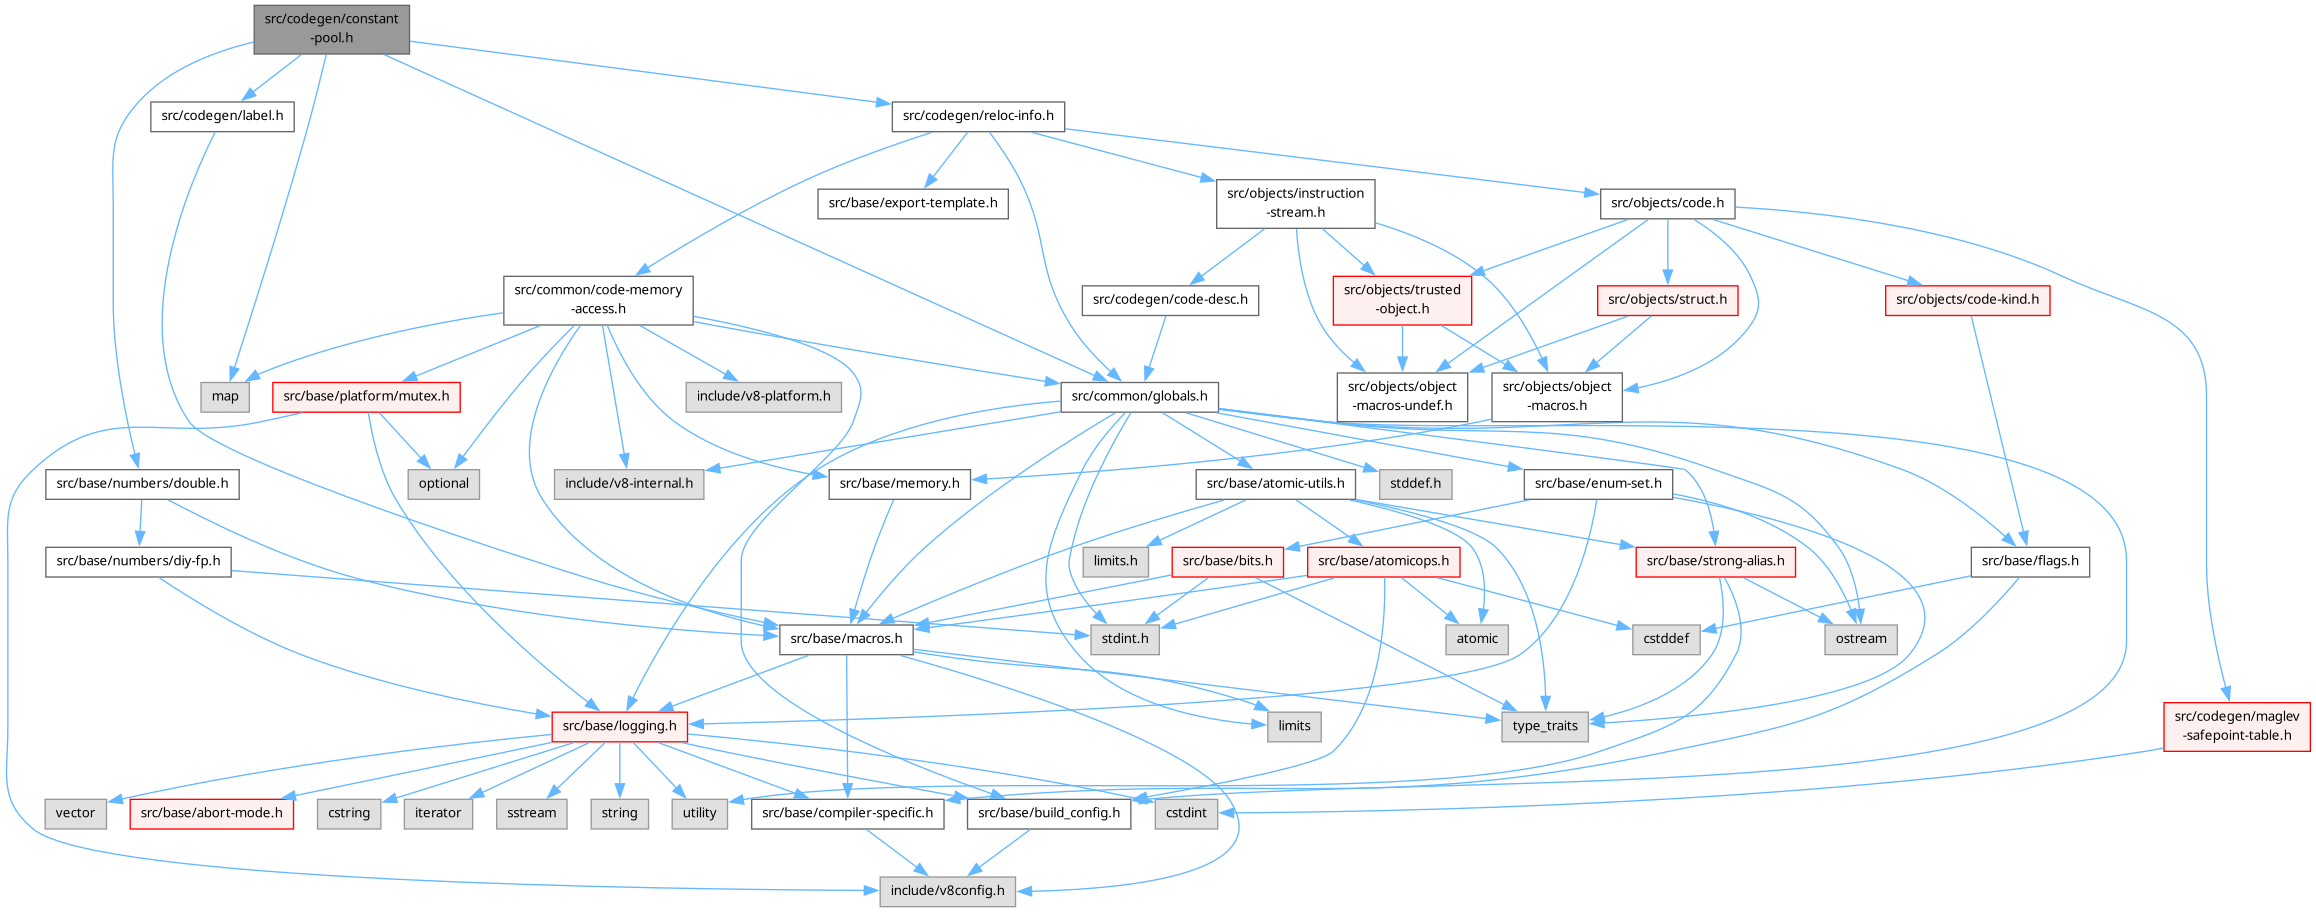 src/codegen/constant
-pool.h
src/codegen/label.h
src/codegen/reloc-info.h
src/base/export-template.h
src/objects/instruction
-stream.h
src/objects/code.h
src/common/code-memory
-access.h
src/codegen/code-desc.h
src/objects/trusted
-object.h
src/objects/struct.h
src/objects/code-kind.h
map
src/base/platform/mutex.h
include/v8-platform.h
src/common/globals.h
src/objects/object
-macros-undef.h
src/objects/object
-macros.h
src/base/numbers/double.h
optional
include/v8-internal.h
src/base/memory.h
src/base/atomic-utils.h
stddef.h
src/base/enum-set.h
src/base/numbers/diy-fp.h
limits.h
src/base/bits.h
src/base/atomicops.h
src/base/strong-alias.h
src/base/flags.h
src/base/macros.h
stdint.h
atomic
cstddef
ostream
src/base/logging.h
limits
type_traits
src/codegen/maglev
-safepoint-table.h
vector
src/base/abort-mode.h
cstring
iterator
sstream
string
utility
src/base/compiler-specific.h
src/base/build_config.h
cstdint
include/v8config.h